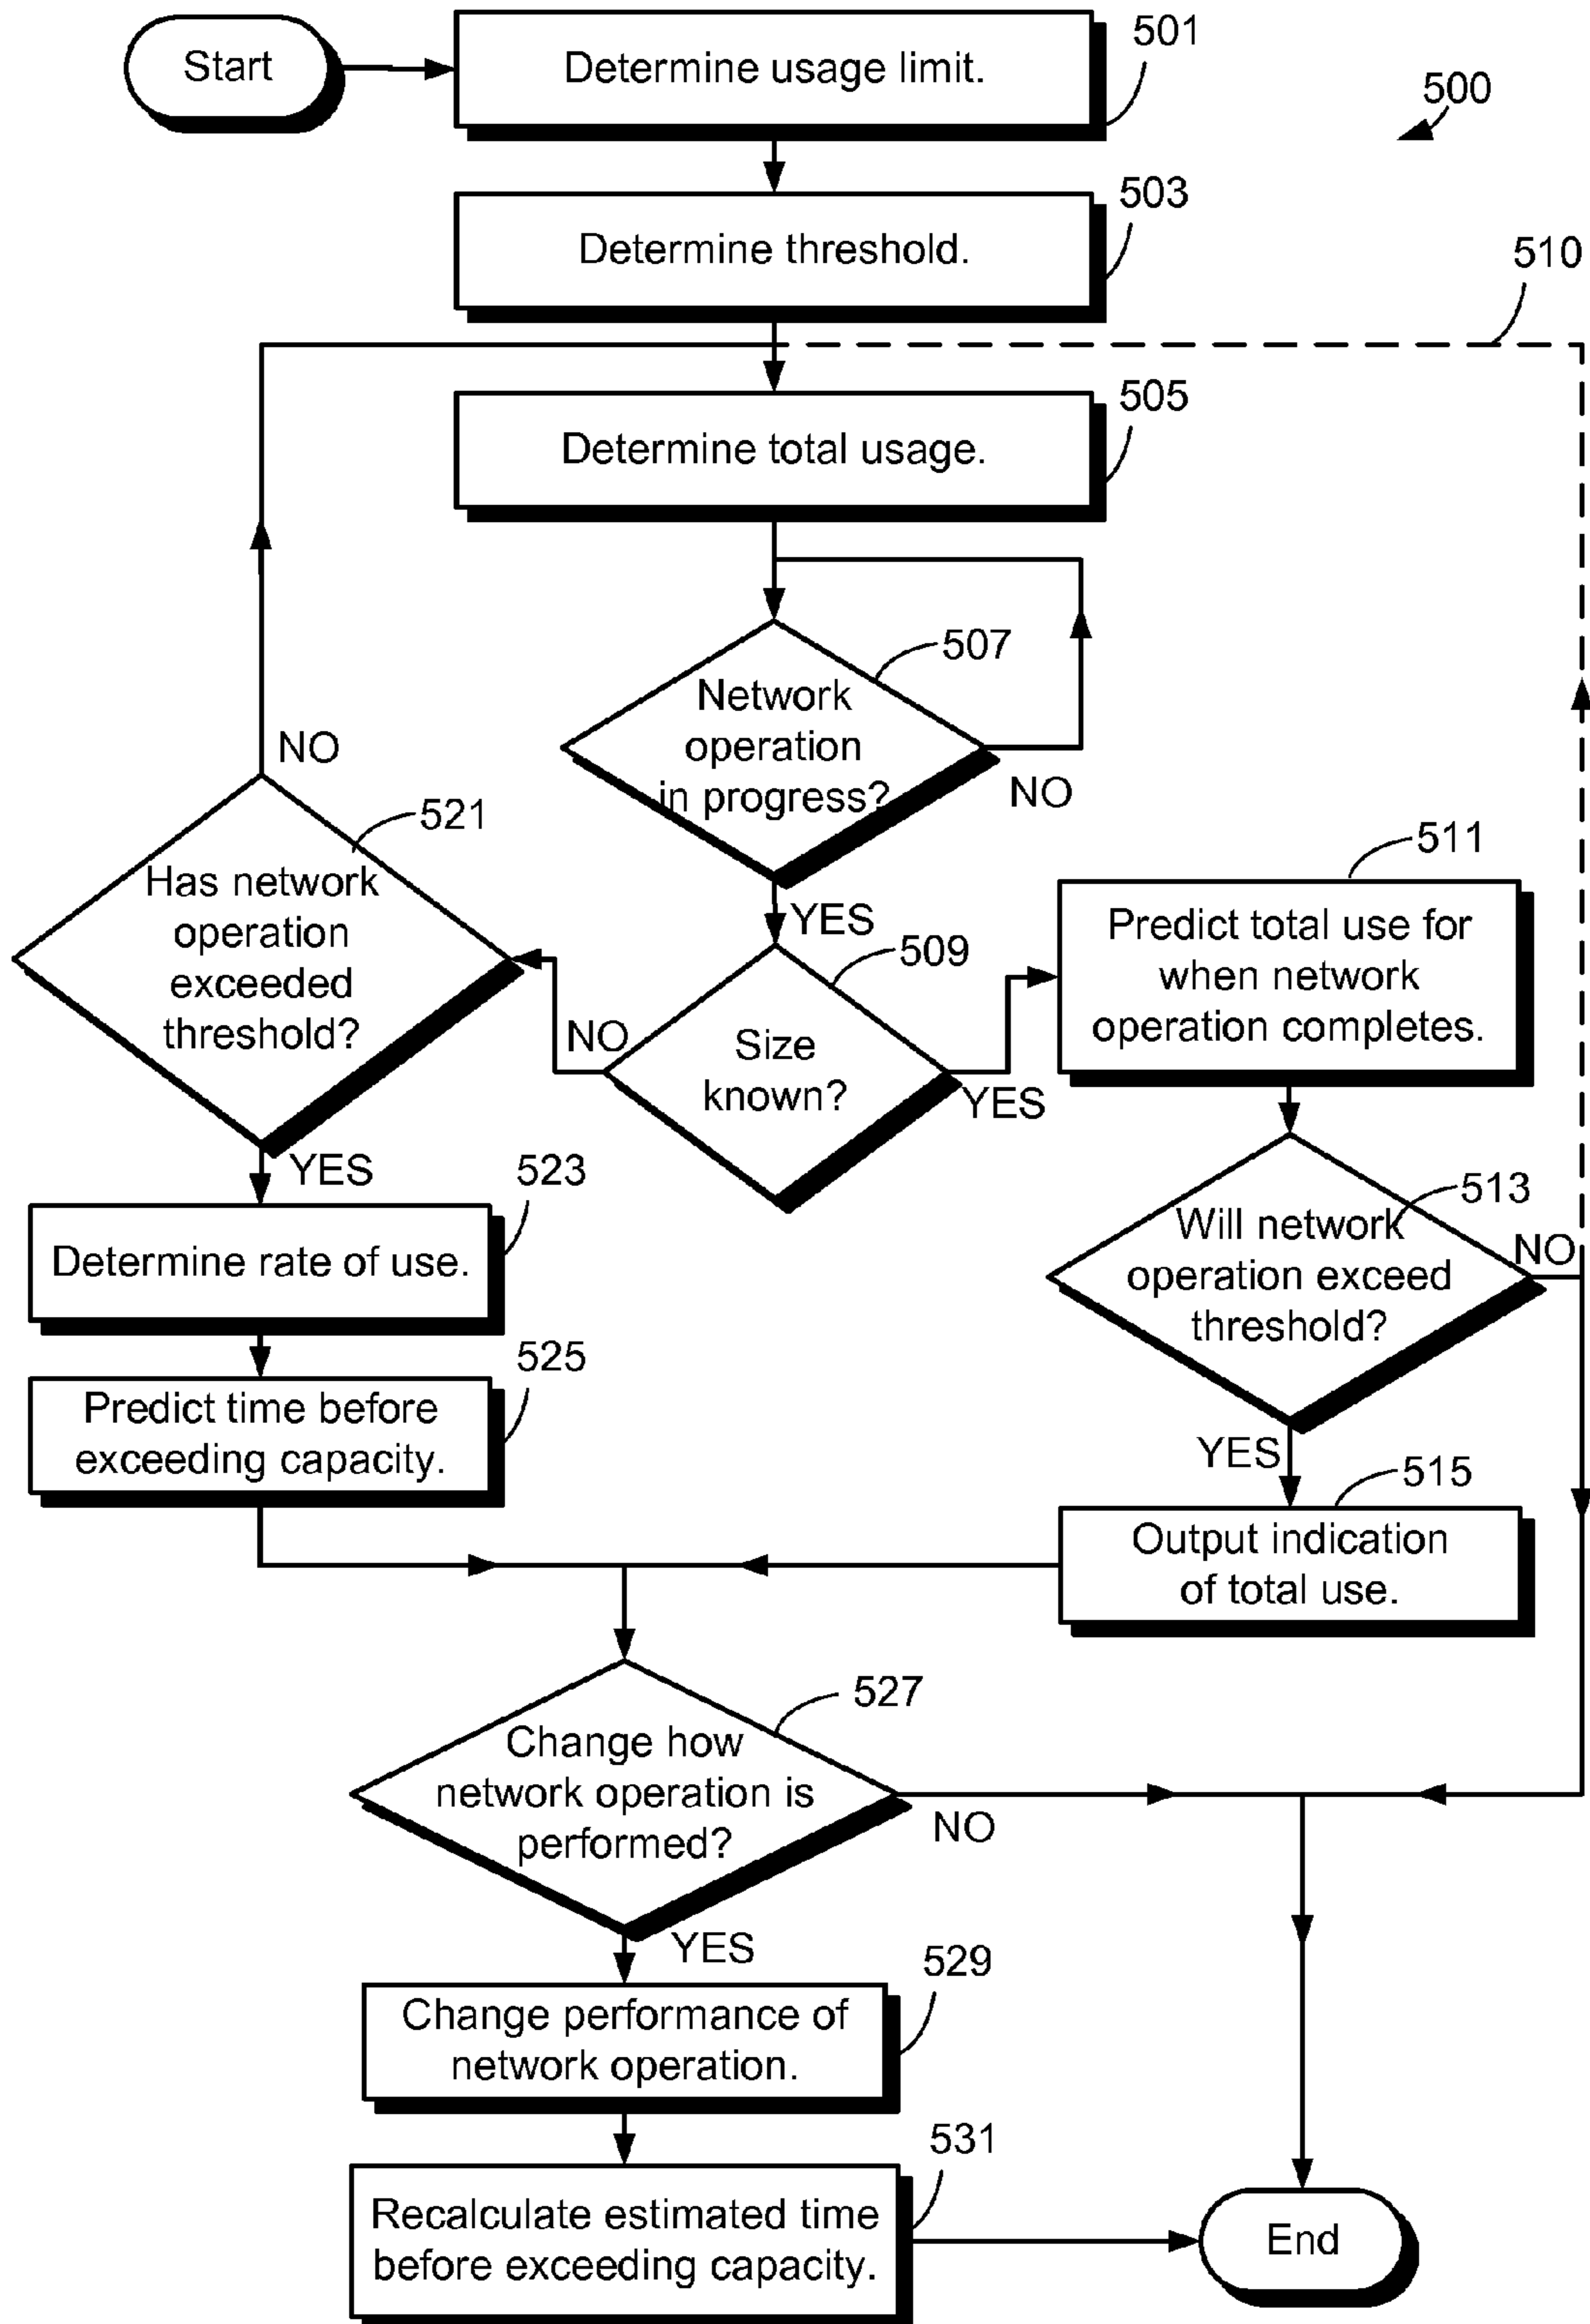 Start
Determine usage limit.
501
500
Determine threshold.
503
510
Determine total usage.
505
Network
operation
in progress?
507
NO
YES
Has network
operation
exceeded
threshold?
521
NO
YES
Size
known?
509
NO
YES
Predict total use for
when network
operation completes.
511
Will network
operation exceed
threshold?
513
NO
YES
Determine rate of use.
523
Predict time before
exceeding capacity.
525
Output indication
of total use.
515
Change how
network operation is
performed?
527
NO
YES
Change performance of
network operation.
529
Recalculate estimated time
before exceeding capacity.
531
End